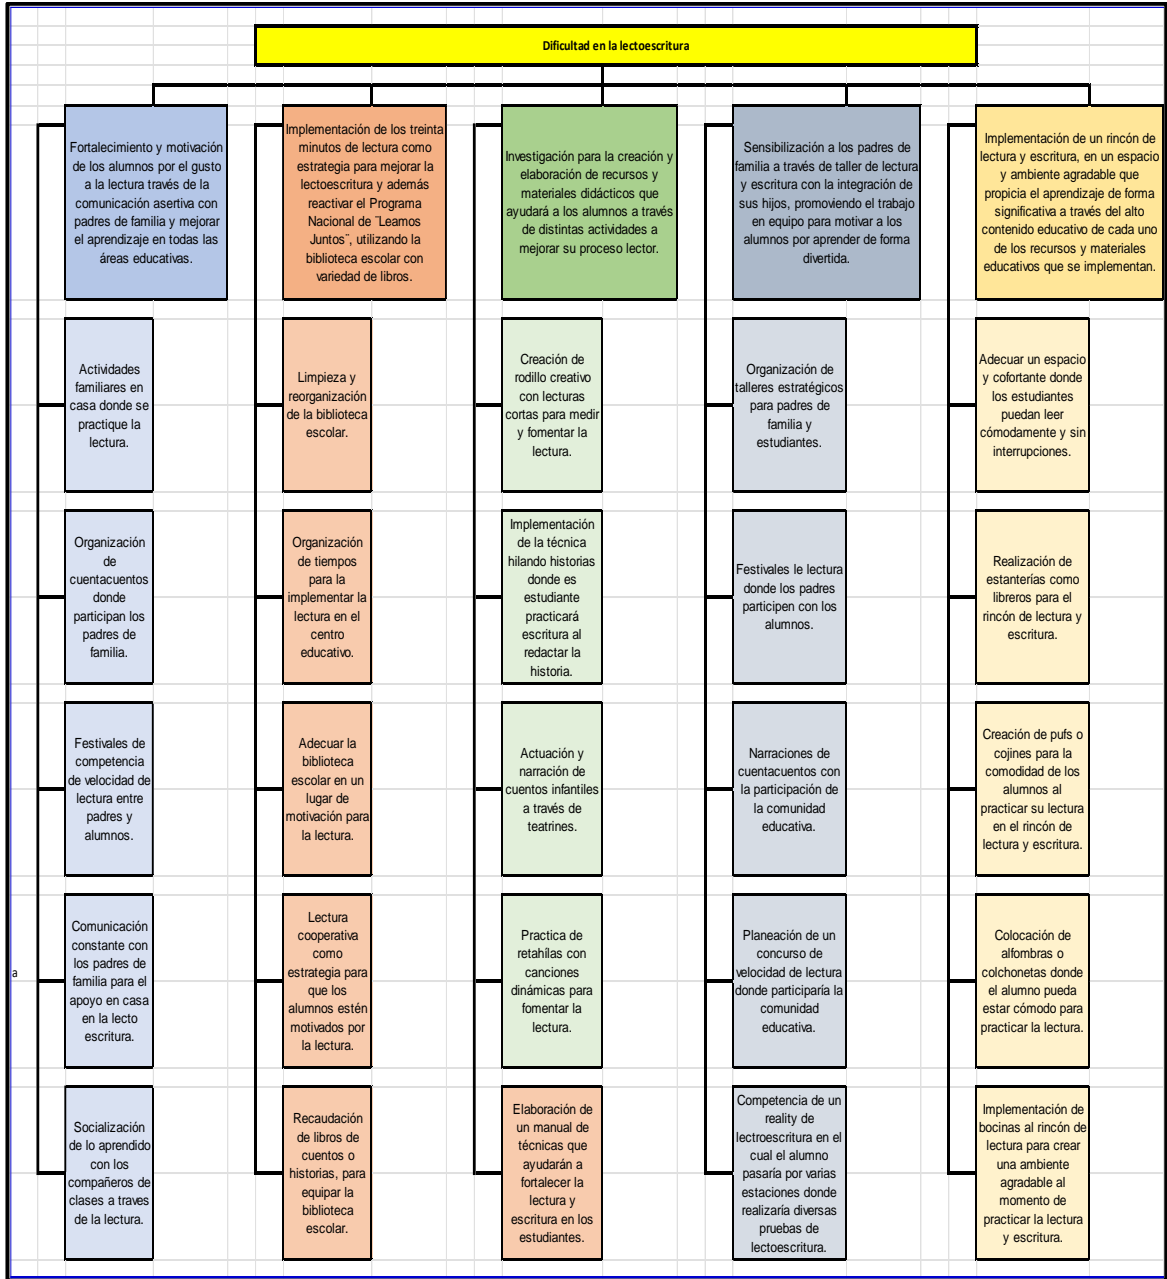 Dificultad en la lectoescritura
Fortalecimiento y motivación
de los alumnos por el gusto
a la lectura través de la
comunicación asertiva con
padres de familia y mejorar
el aprendizaje en todas las
áreas educativas.
Implementación de los treinta
minutos de lectura como
estrategia para mejorar la
lectoescritura y además
reactivar el Programa
Nacional de ¨Leamos
Juntos¨, utilizando la
biblioteca escolar con
variedad de libros.
Investigación para la creación y
elaboración de recursos y
materiales didácticos que
ayudará a los alumnos a través
de distintas actividades a
mejorar su proceso lector.
Sensibilización a los padres de
familia a través de taller de lectura
y escritura con la integración de
sus hijos, promoviendo el trabajo
en equipo para motivar a los
alumnos por aprender de forma
divertida.
Implementación de un rincón de
lectura y escritura, en un espacio
y ambiente agradable que
propicia el aprendizaje de forma
significativa a través del alto
contenido educativo de cada uno
de los recursos y materiales
educativos que se implementan.
Actividades
familiares en
casa donde se
practique la
lectura.
Limpieza y
reorganización
de la biblioteca
escolar.
Creación de
rodillo creativo
con lecturas
cortas para medir
y fomentar la
lectura.
Organización de
talleres estratégicos
para padres de
familia y
estudiantes.
Adecuar un espacio
y cofortante donde
los estudiantes
puedan leer
cómodamente y sin
interrupciones.
Organización
de
cuentacuentos
donde
participan los
padres de
familia.
Organización
de tiempos
para la
implementar la
lectura en el
centro
educativo.
Implementación
de la técnica
hilando historias
donde es
estudiante
practicará
escritura al
redactar la
historia.
Festivales le lectura
donde los padres
participen con los
alumnos.
Realización de
estanterías como
libreros para el
rincón de lectura y
escritura.
Festivales de
competencia
de velocidad de
lectura entre
padres y
alumnos.
Adecuar la
biblioteca
escolar en un
lugar de
motivación para
la lectura.
Actuación y
narración de
cuentos infantiles
a través de
teatrines.
Narraciones de
cuentacuentos con
la participación de
la comunidad
educativa.
Creación de pufs o
cojines para la
comodidad de los
alumnos al
practicar su lectura
en el rincón de
lectura y escritura.
a
Comunicación
constante con
los padres de
familia para el
apoyo en casa
en la lecto
escritura.
Lectura
cooperativa
como
estrategia para
que los
alumnos estén
motivados por
la lectura.
Practica de
retahílas con
canciones
dinámicas para
fomentar la
lectura.
Planeación de un
concurso de
velocidad de lectura
donde participaría la
comunidad
educativa.
Colocación de
alfombras o
colchonetas donde
el alumno pueda
estar cómodo para
practicar la lectura.
Socialización
de lo aprendido
con los
compañeros de
clases a traves
de la lectura.
Recaudación
de libros de
cuentos o
historias, para
equipar la
biblioteca
escolar.
Elaboración de
un manual de
técnicas que
ayudarán a
fortalecer la
lectura y
escritura en los
estudiantes.
Competencia de un
reality de
lectroescritura en el
cual el alumno
pasaría por varias
estaciones donde
realizaría diversas
pruebas de
lectoescritura.
Implementación de
bocinas al rincón de
lectura para crear
una ambiente
agradable al
momento de
practicar la lectura
y escritura.